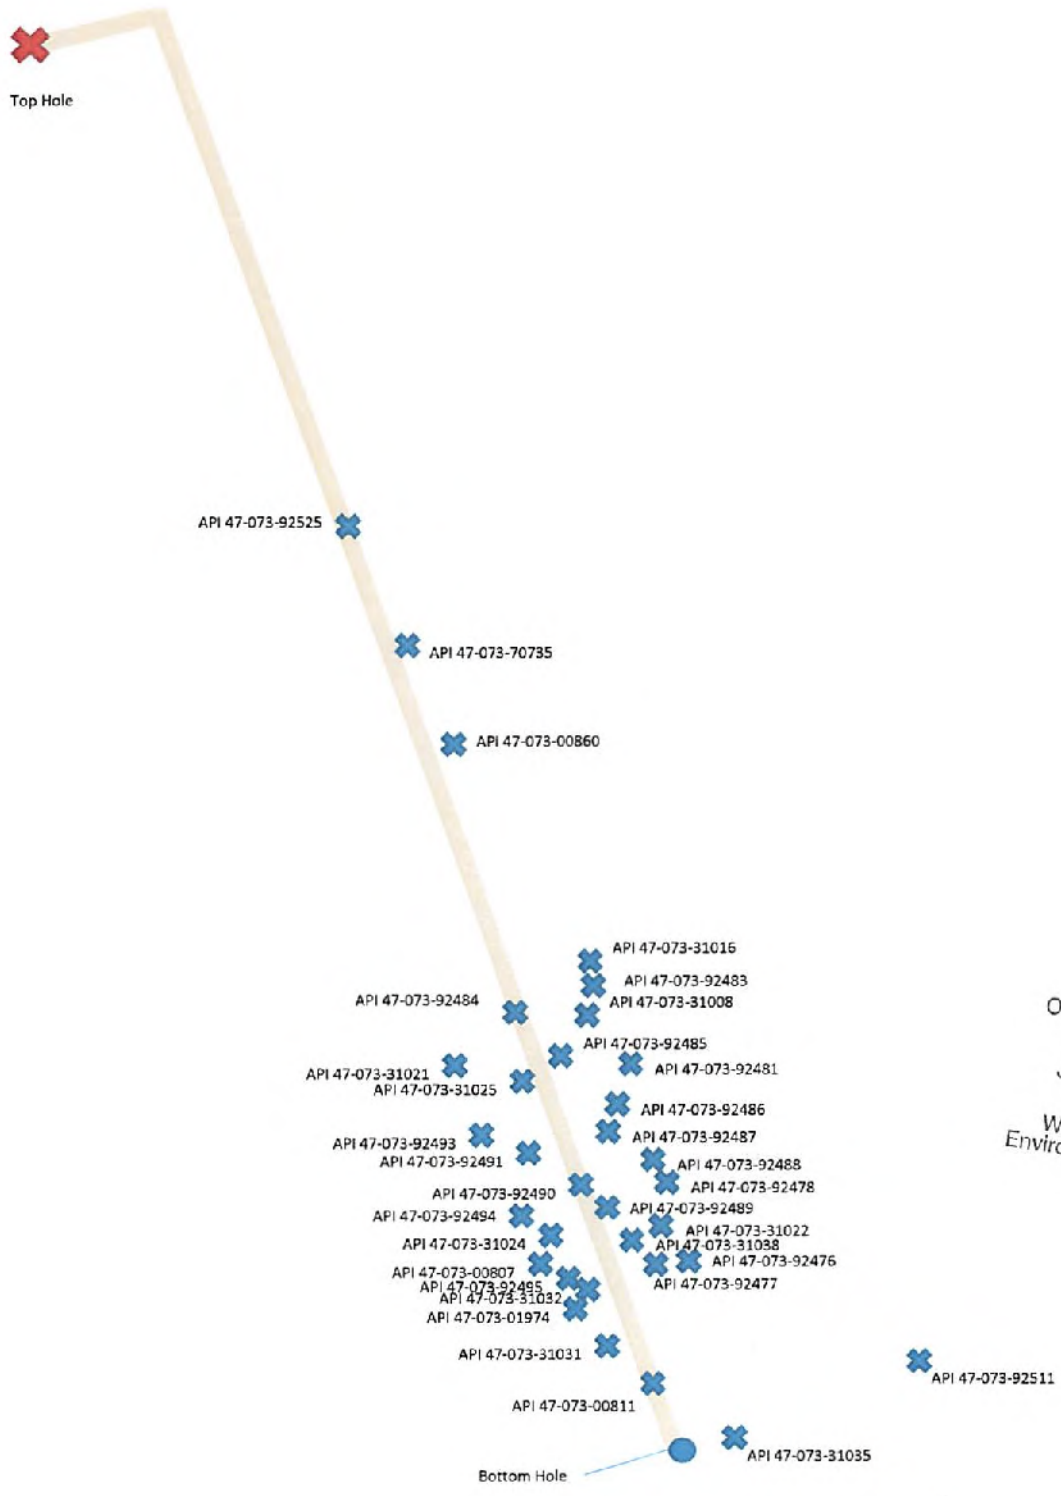 Top Hole
API 47-073-92525
API 47-073-70735
API 47-073-00860
API 47-073-31016
API 47-073-92483
API 47-073-92484
API 47-073-31008
API 47-073-92485
API 47-073-92481
API 47-073-31021
API 47-073-31025
API 47-073-92486
API 47-073-92487
API 47-073-92493
API 47-073-92491
API 47-073-92488
API 47-073-92478
API 47-073-92490
API 47-073-92489
API 47-073-92494
API 47-073-31022
API 47-073-31024
API 47-073-31038
API 47-073-92476
API 47-073-00807
API 47-073-92477
API 47-073-92495
API 47-073-31032
API 47-073-01974
API 47-073-31031
API 47-073-92511
API 47-073-00811
API 47-073-31035
Bottom Hole